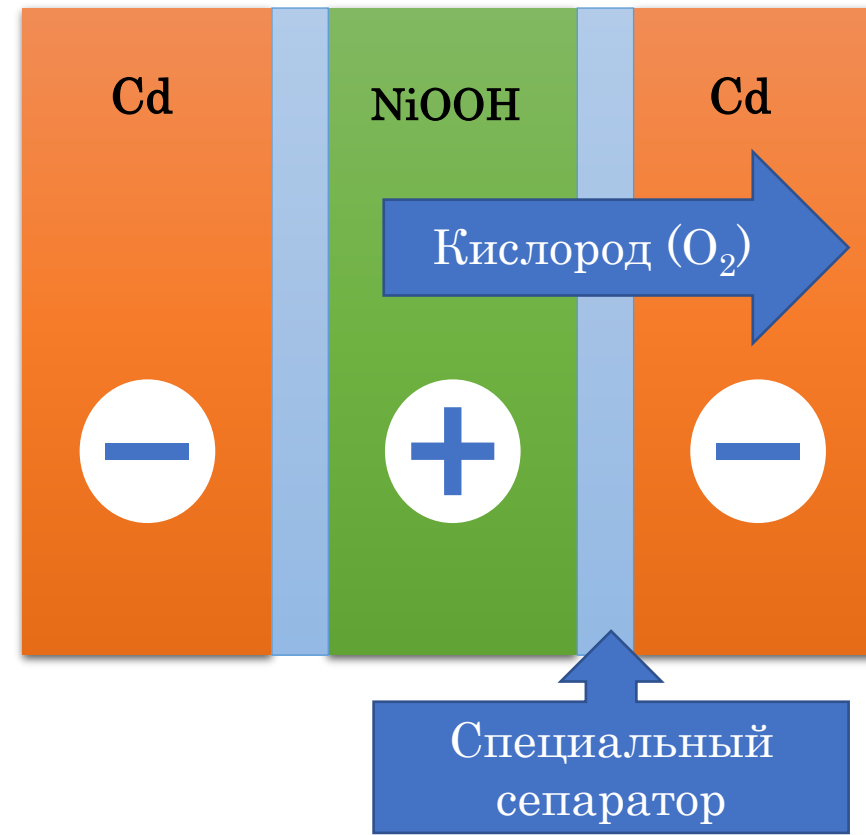 Cd
NiOOH
Cd
Кислород (O₂)
Специальный
сепаратор